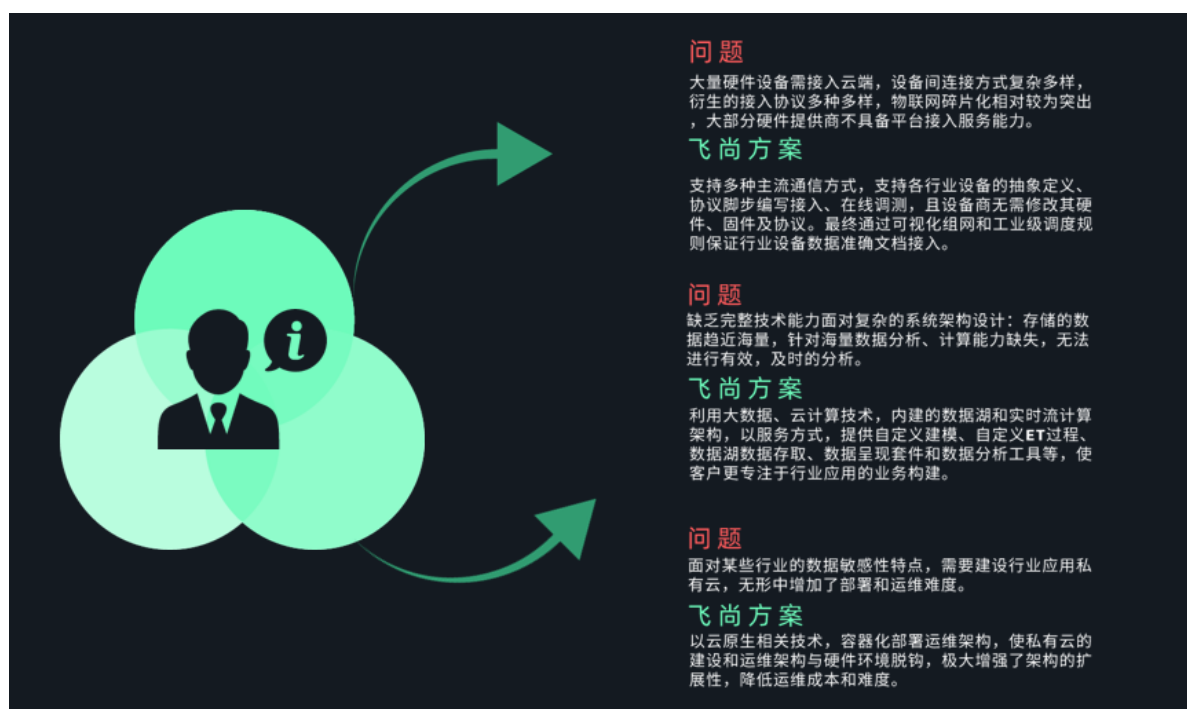 问题
大量硬件设备需接入云端，设备间连接方式复杂多样，
衍生的接入协议多种多样，物联网碎片化相对较为突出
，大部分硬件提供商不具备平台接入服务能力。
飞尚方案
支持多种主流通信方式，支持各行业设备的抽象定义、
协议脚步编写接入、在线调测，且设备商无需修改其硬
件、固件及协议。最终通过可视化组网和工业级调度规
则保证行业设备数据准确文档接入。
问题
缺乏完整技术能力面对复杂的系统架构设计：存储的数
据趋近海量，针对海量数据分析、计算能力缺失，无法
进行有效，及时的分析。
飞尚方案
利用大数据、云计算技术，内建的数据湖和实时流计算
架构，以服务方式，提供自定义建模、自定义ET过程、
数据湖数据存取、数据呈现套件和数据分析工具等，使
客户更专注于行业应用的业务构建。
问题
面对某些行业的数据敏感性特点，需要建设行业应用私
有云，无形中增加了部署和运维难度。
飞尚方案
以云原生相关技术，容器化部署运维架构，使私有云的
建设和运维架构与硬件环境脱钩，极大增强了架构的扩
展性，降低运维成本和难度。
i